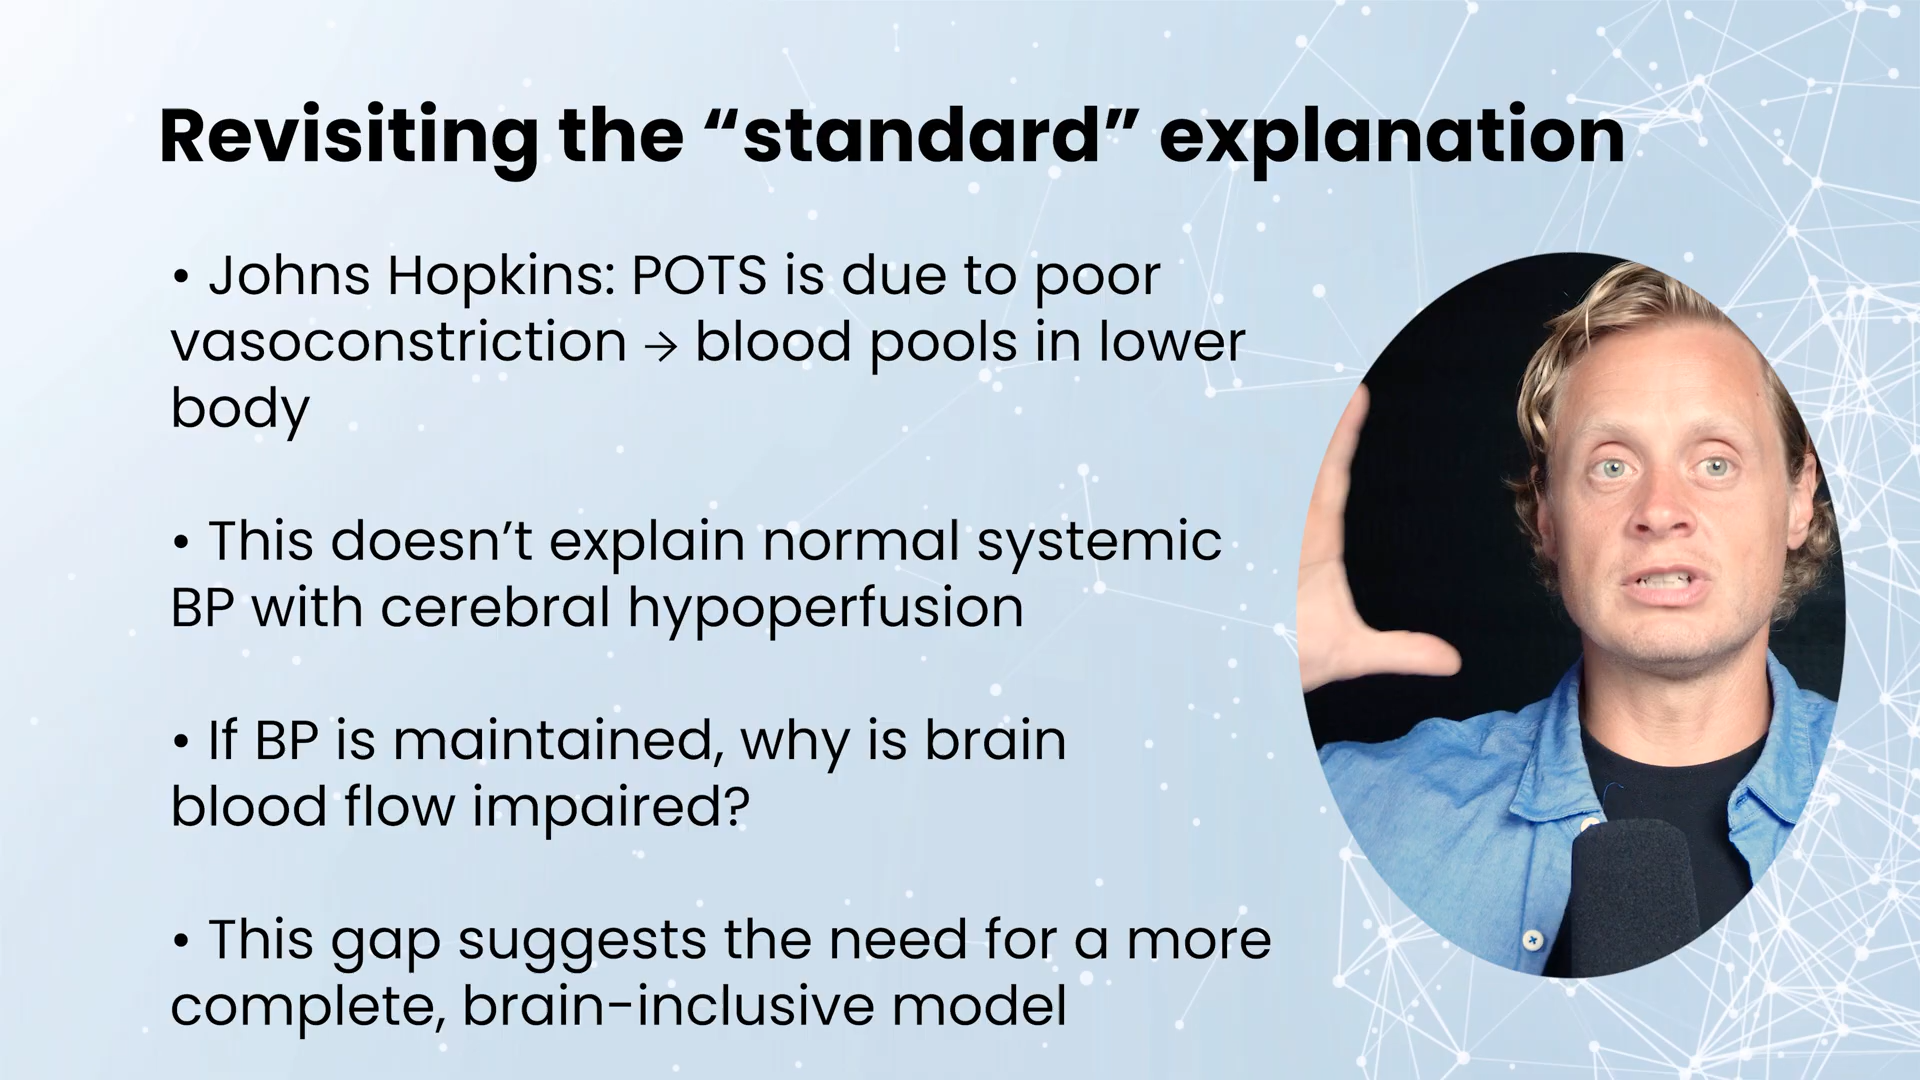 Revisiting the “standard” explanation
• Johns Hopkins: POTS is due to poor
vasoconstriction → blood pools in lower
body
• This doesn’t explain normal systemic
BP with cerebral hypoperfusion
• If BP is maintained, why is brain
blood flow impaired?
• This gap suggests the need for a more
complete, brain-inclusive model